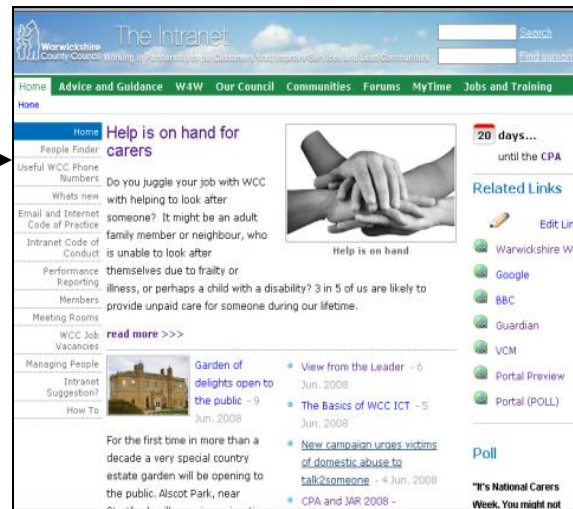 Warwickshire
County Council
The Intranet
Working in Partnership to put Customers first, Improve Services and Lead Communities
Search
Find surname
Home Advice and Guidance W4W Our Council Communities Forums MyTime Jobs and Training
Home
Home
People Finder
Useful WCC Phone
Numbers
Whats new
Email and Internet
Code of Practice
Intranet Code of
Conduct
Performance
Reporting
Members
Meeting Rooms
WCC Job
Vacancies
Managing People
Intranet
Suggestion?
How To
Help is on hand for
carers
Do you juggle your job with WCC
with helping to look after
someone? It might be an adult
family member or neighbour, who
is unable to look after
themselves due to frailty or
illness, or perhaps a child with a disability? 3 in 5 of us are likely to
provide unpaid care for someone during our lifetime.
Help is on hand
read more >>>
Garden of
delights open to
the public - 9
Jun. 2008
For the first time in more than a
decade a very special country
estate garden will be opening to
the public. Alscot Park, near
View from the Leader - 6
Jun. 2008
The Basics of WCC ICT - 5
Jun. 2008
New campaign urges victims
of domestic abuse to
talk2someone - 4 Jun. 2008
CPA and JAR 2008 -
20 days...
until the CPA
Related Links
Edit Lin
Warwickshire W
Google
BBC
Guardian
VCM
Portal Preview
Portal (POLL)
Poll
"It's National Carers
Week. You might not